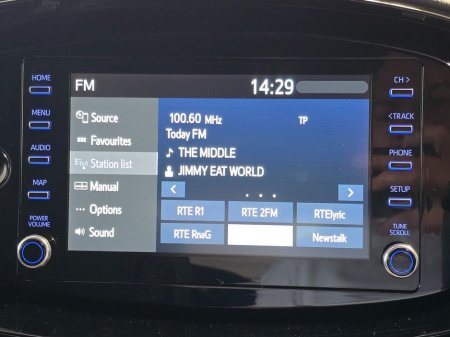 FM 14:29
HOME
MENU
AUDIO
MAP
POWER
VOLUME
Source
Favourites
Station list
Manual
Options
Sound
100.60 MHz TP
Today FM
THE MIDDLE
JIMMY EAT WORLD
RTE R1 RTE 2FM RTElyric
RTE RnaG Newstalk
CH >
< TRACK
PHONE
SETUP
TUNE
SCROLL